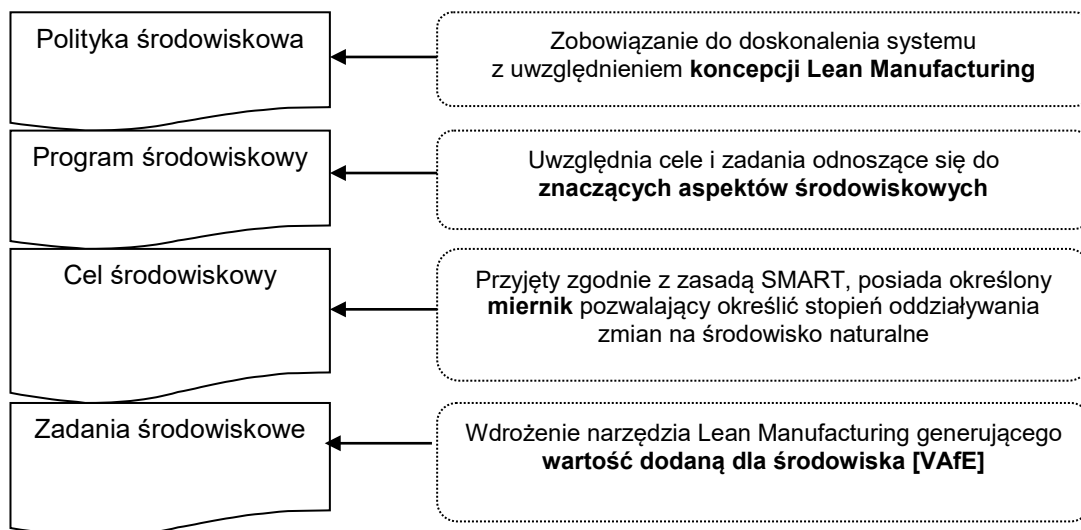 Polityka środowiskowa
Zobowiązanie do doskonalenia systemu
z uwzględnieniem koncepcji Lean Manufacturing
Program środowiskowy
Uwzględnia cele i zadania odnoszące się do
znaczących aspektów środowiskowych
Cel środowiskowy
Przyjęty zgodnie z zasadą SMART, posiada określony
miernik pozwalający określić stopień oddziaływania
zmian na środowisko naturalne
Zadania środowiskowe
Wdrożenie narzędzia Lean Manufacturing generującego
wartość dodaną dla środowiska [VAfE]